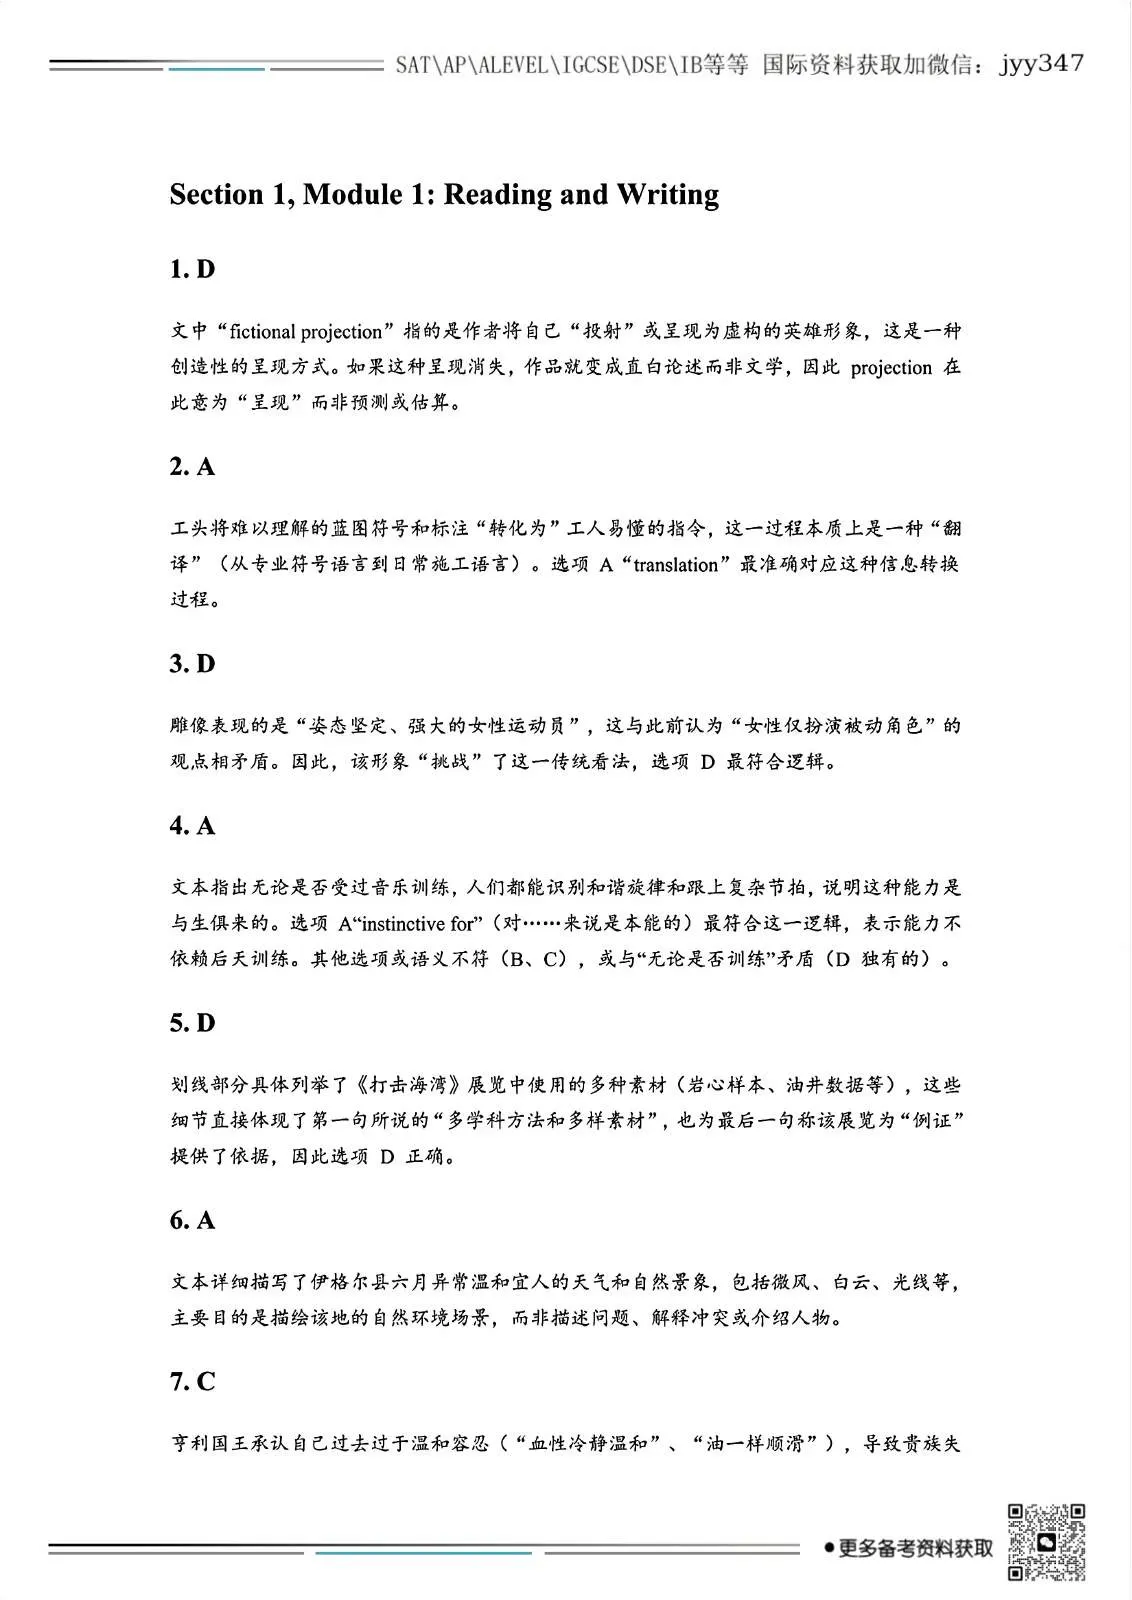 SAT\AP\ALEVEL\IGCSE\DSE\IB等等 国际资料获取加微信：jyy347
Section 1, Module 1: Reading and Writing
1. D
文中“fictional projection”指的是作者将自己“投射”或呈现为虚构的英雄形象，这是一种
创造性的呈现方式。如果这种呈现消失，作品就变成直白论述而非文学，因此 projection 在
此意为“呈现”而非预测或估算。
2. A
工头将难以理解的蓝图符号和标注“转化为”工人易懂的指令，这一过程本质上是一种“翻
译”（从专业符号语言到日常施工语言）。选项 A“translation”最准确对应这种信息转换
过程。
3. D
雕像表现的是“姿态坚定、强大的女性运动员”，这与此前认为“女性仅扮演被动角色”的
观点相矛盾。因此，该形象“挑战”了这一传统看法，选项 D 最符合逻辑。
4. A
文本指出无论是否受过音乐训练，人们都能识别和谐旋律和跟上复杂节拍，说明这种能力是
与生俱来的。选项 A“instinctive for”（对……来说是本能的）最符合这一逻辑，表示能力不
依赖后天训练。其他选项或语义不符（B、C），或与“无论是否训练”矛盾（D 独有的）。
5. D
划线部分具体列举了《打击海湾》展览中使用的多种素材（岩心样本、油井数据等），这些
细节直接体现了第一句所说的“多学科方法和多样素材”，也为最后一句称该展览为“例证”
提供了依据，因此选项 D 正确。
6. A
文本详细描写了伊格尔县六月异常温和宜人的天气和自然景象，包括微风、白云、光线等，
主要目的是描绘该地的自然环境场景，而非描述问题、解释冲突或介绍人物。
7. C
亨利国王承认自己过去过于温和容忍（“血性冷静温和”、“油一样顺滑”），导致贵族失
●更多备考资料获取